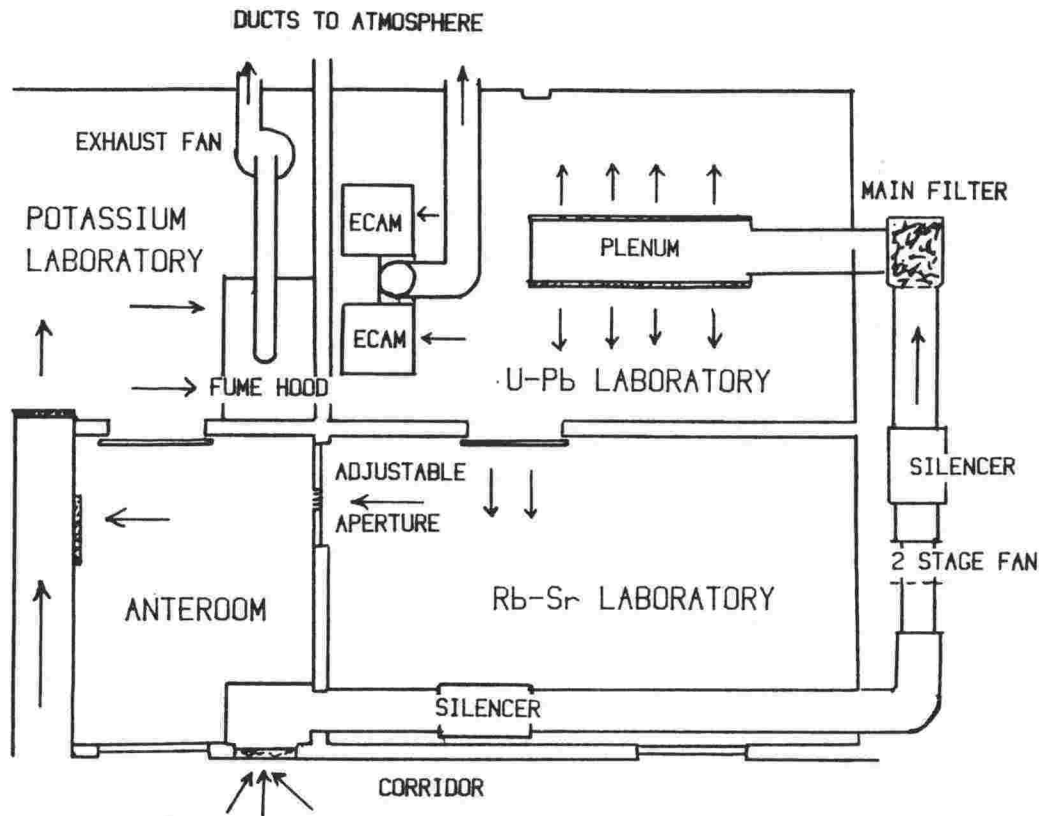 DUCTS TO ATMOSPHERE
EXHAUST FAN
POTASSIUM
LABORATORY
ECAM
PLENUM
MAIN FILTER
ECAM
FUME HOOD
U-Pb LABORATORY
ADJUSTABLE
APERTURE
SILENCER
2 STAGE FAN
ANTEROOM
Rb-Sr LABORATORY
SILENCER
CORRIDOR